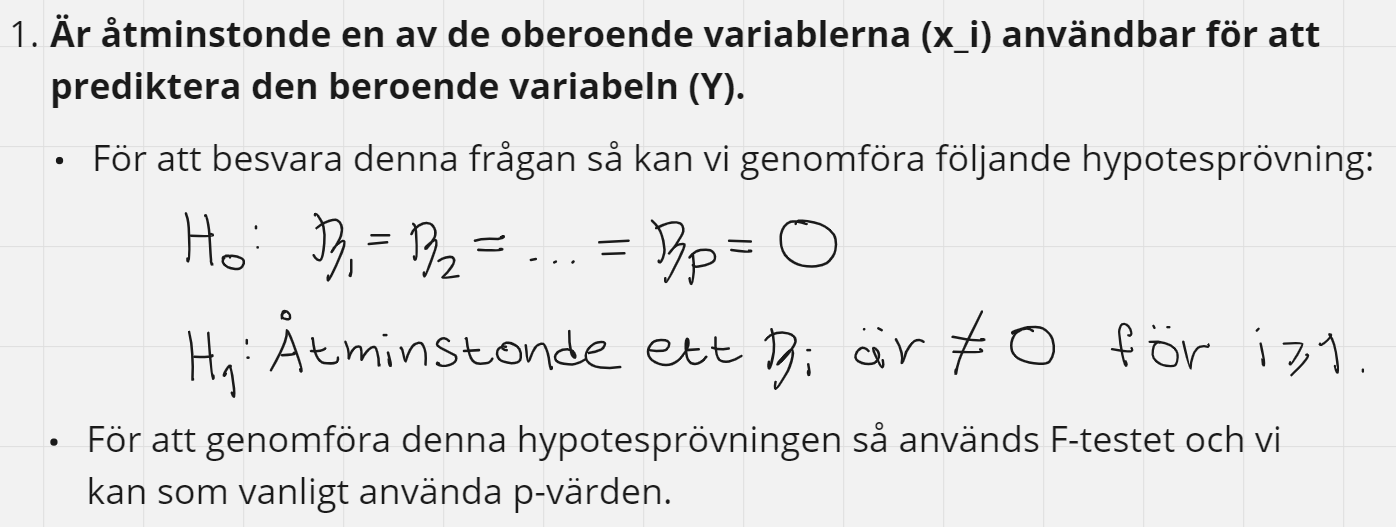 1. Är åtminstonde en av de oberoende variablerna (x_i) användbar för att
prediktera den beroende variabeln (Y).
• För att besvara denna frågan så kan vi genomföra följande hypotesprövning:
H₀: β₁ = β₂ = ... = βₚ = 0
H₁: Åtminstonde ett βᵢ är ≠ 0 för i ≥ 1.
• För att genomföra denna hypotesprövningen så används F-testet och vi
kan som vanligt använda p-värden.